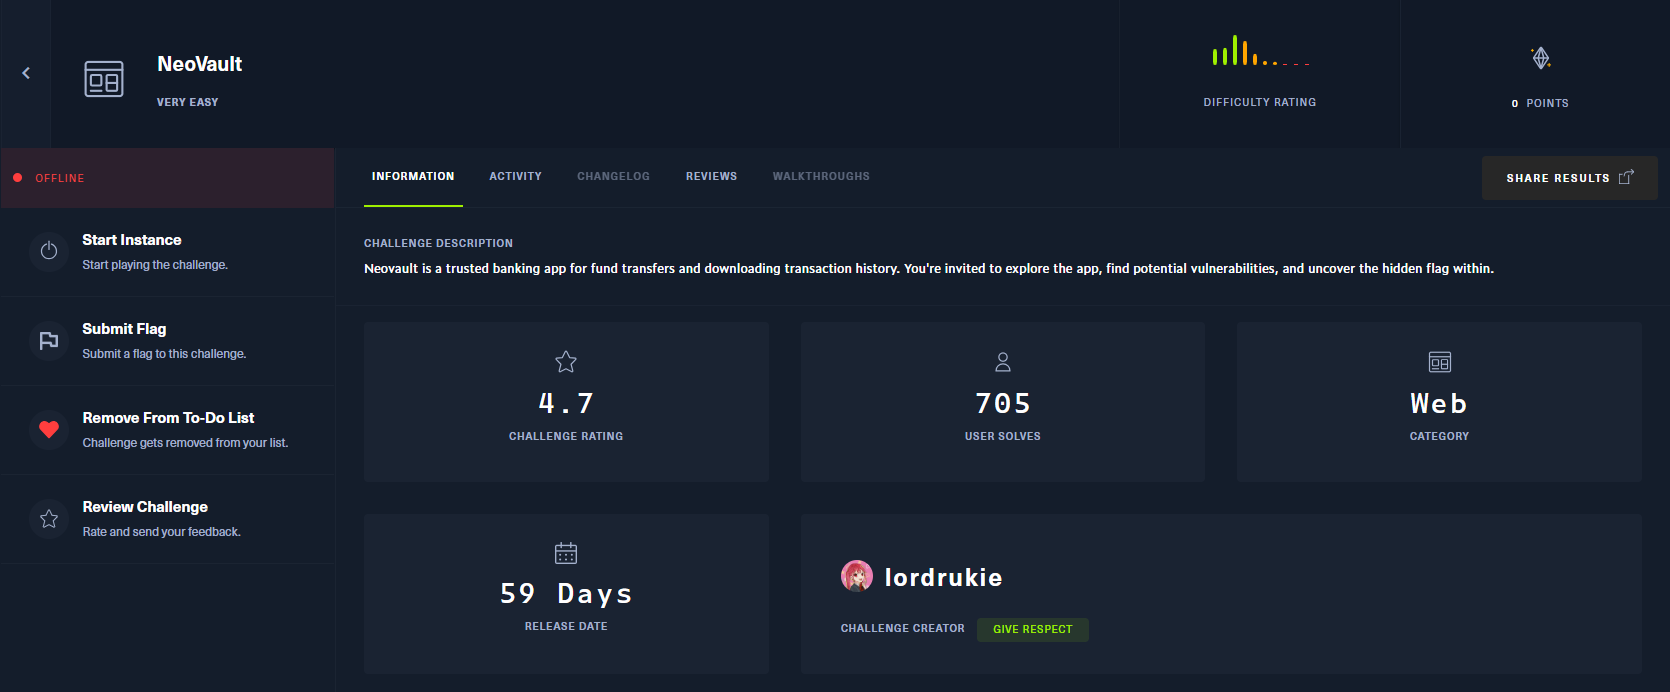 NeoVault
VERY EASY
DIFFICULTY RATING
0 POINTS
OFFLINE
Start Instance
Start playing the challenge.
Submit Flag
Submit a flag to this challenge.
Remove From To-Do List
Challenge gets removed from your list.
Review Challenge
Rate and send your feedback.
INFORMATION ACTIVITY CHANGELOG REVIEWS WALKTHROUGHS
SHARE RESULTS
CHALLENGE DESCRIPTION
Neovault is a trusted banking app for fund transfers and downloading transaction history. You're invited to explore the app, find potential vulnerabilities, and uncover the hidden flag within.
4.7
CHALLENGE RATING
705
USER SOLVES
Web
CATEGORY
59 Days
RELEASE DATE
lordrukie
CHALLENGE CREATOR GIVE RESPECT